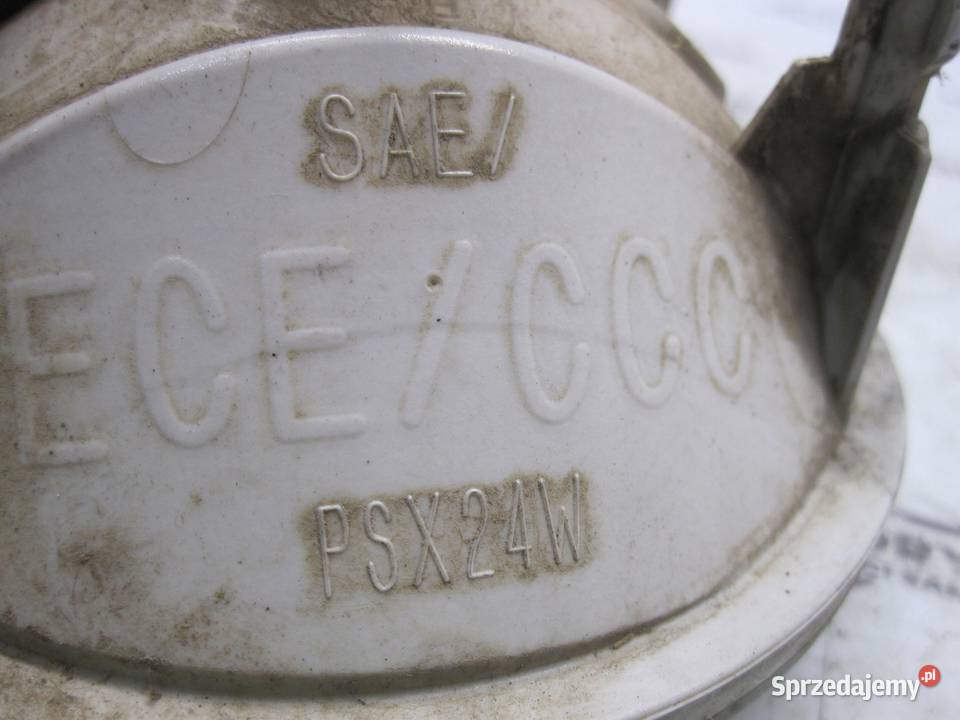 SAE/
ECE/CCC
PSX24W
Sprzedajemy.pl